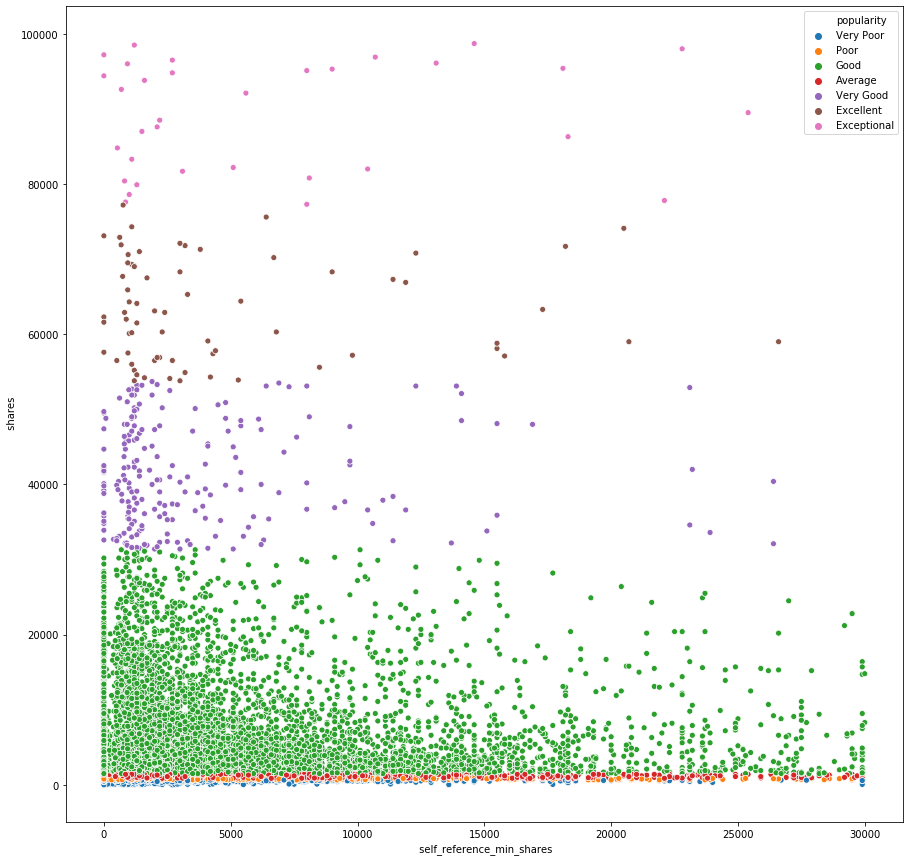 popularity
Very Poor
Poor
Good
Average
Very Good
Excellent
Exceptional
100000
80000
60000
40000
20000
0
shares
0 5000 10000 15000 20000 25000 30000
self_reference_min_shares